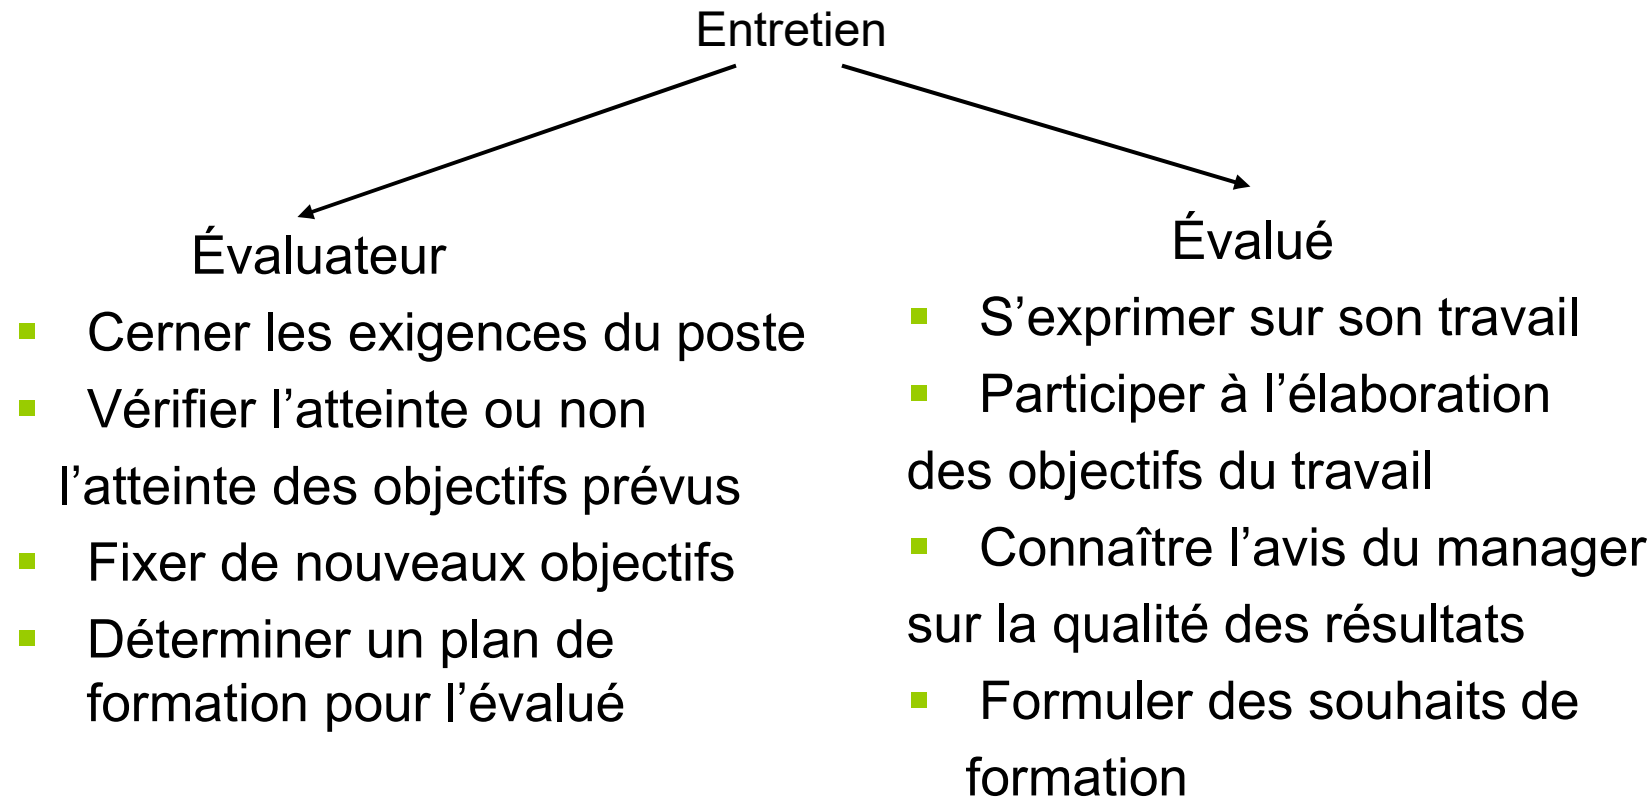 Entretien
Évaluateur
▪ Cerner les exigences du poste
▪ Vérifier l’atteinte ou non
l’atteinte des objectifs prévus
▪ Fixer de nouveaux objectifs
▪ Déterminer un plan de
formation pour l’évalué
Évalué
▪ S’exprimer sur son travail
▪ Participer à l’élaboration
des objectifs du travail
▪ Connaître l’avis du manager
sur la qualité des résultats
▪ Formuler des souhaits de
formation